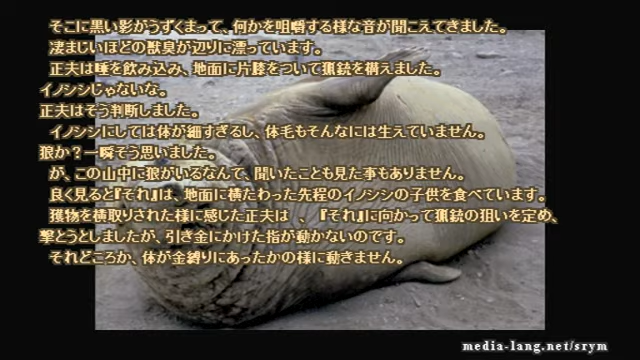 そこに黒い影がうずくまって、何かを咀嚼する様な音が聞こえてきました。
凄まじいほどの獣臭が辺りに漂っています。
正夫は唾を飲み込み、地面に片膝をついて猟銃を構えました。
イノシシじゃないな。
正夫はそう判断しました。
イノシシにしては体が細すぎるし、体毛もそんなには生えていません。
狼か？一瞬そう思いました。
が、この山中に狼がいるなんて、聞いたことも見た事もありません。
良く見ると『それ』は、地面に横たわった先程のイノシシの子供を食べています。
獲物を横取りされた様に感じた正夫は 、 『それ』に向かって猟銃の狙いを定め、
撃とうとしましたが、引き金にかけた指が動かないのです。
それどころか、体が金縛りにあったかの様に動きません。
media-lang.net/srym